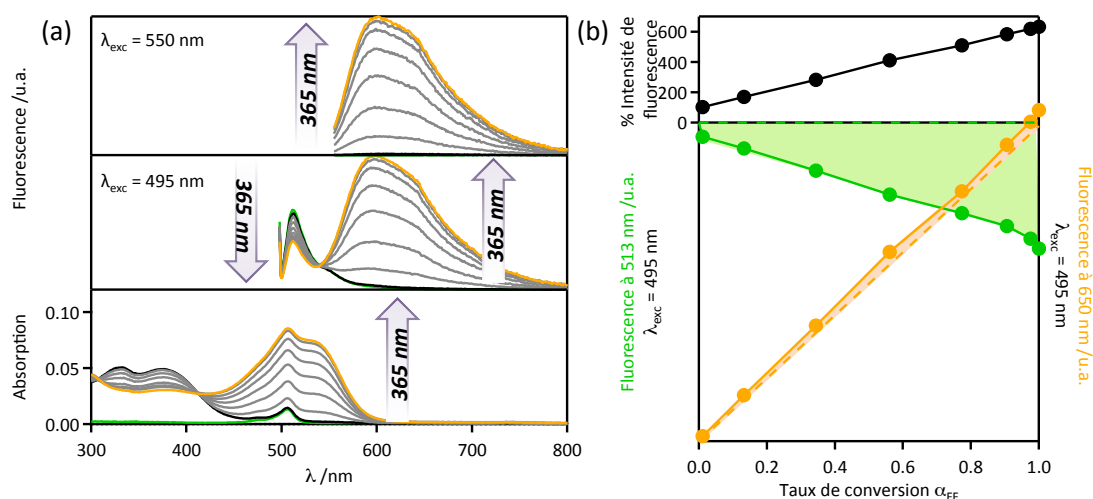 (a)
λexc = 550 nm
365 nm
Fluorescence /u.a.
λexc = 495 nm
365 nm
365 nm
Absorption
0.10
0.05
0.00
365 nm
300 400 500 600 700 800
λ /nm
(b)
% Intensité de
fluorescence
600
400
200
0
Fluorescence à 513 nm /u.a.
λexc = 495 nm
Fluorescence à 650 nm /u.a.
λexc = 495 nm
0.0 0.2 0.4 0.6 0.8 1.0
Taux de conversion αFF